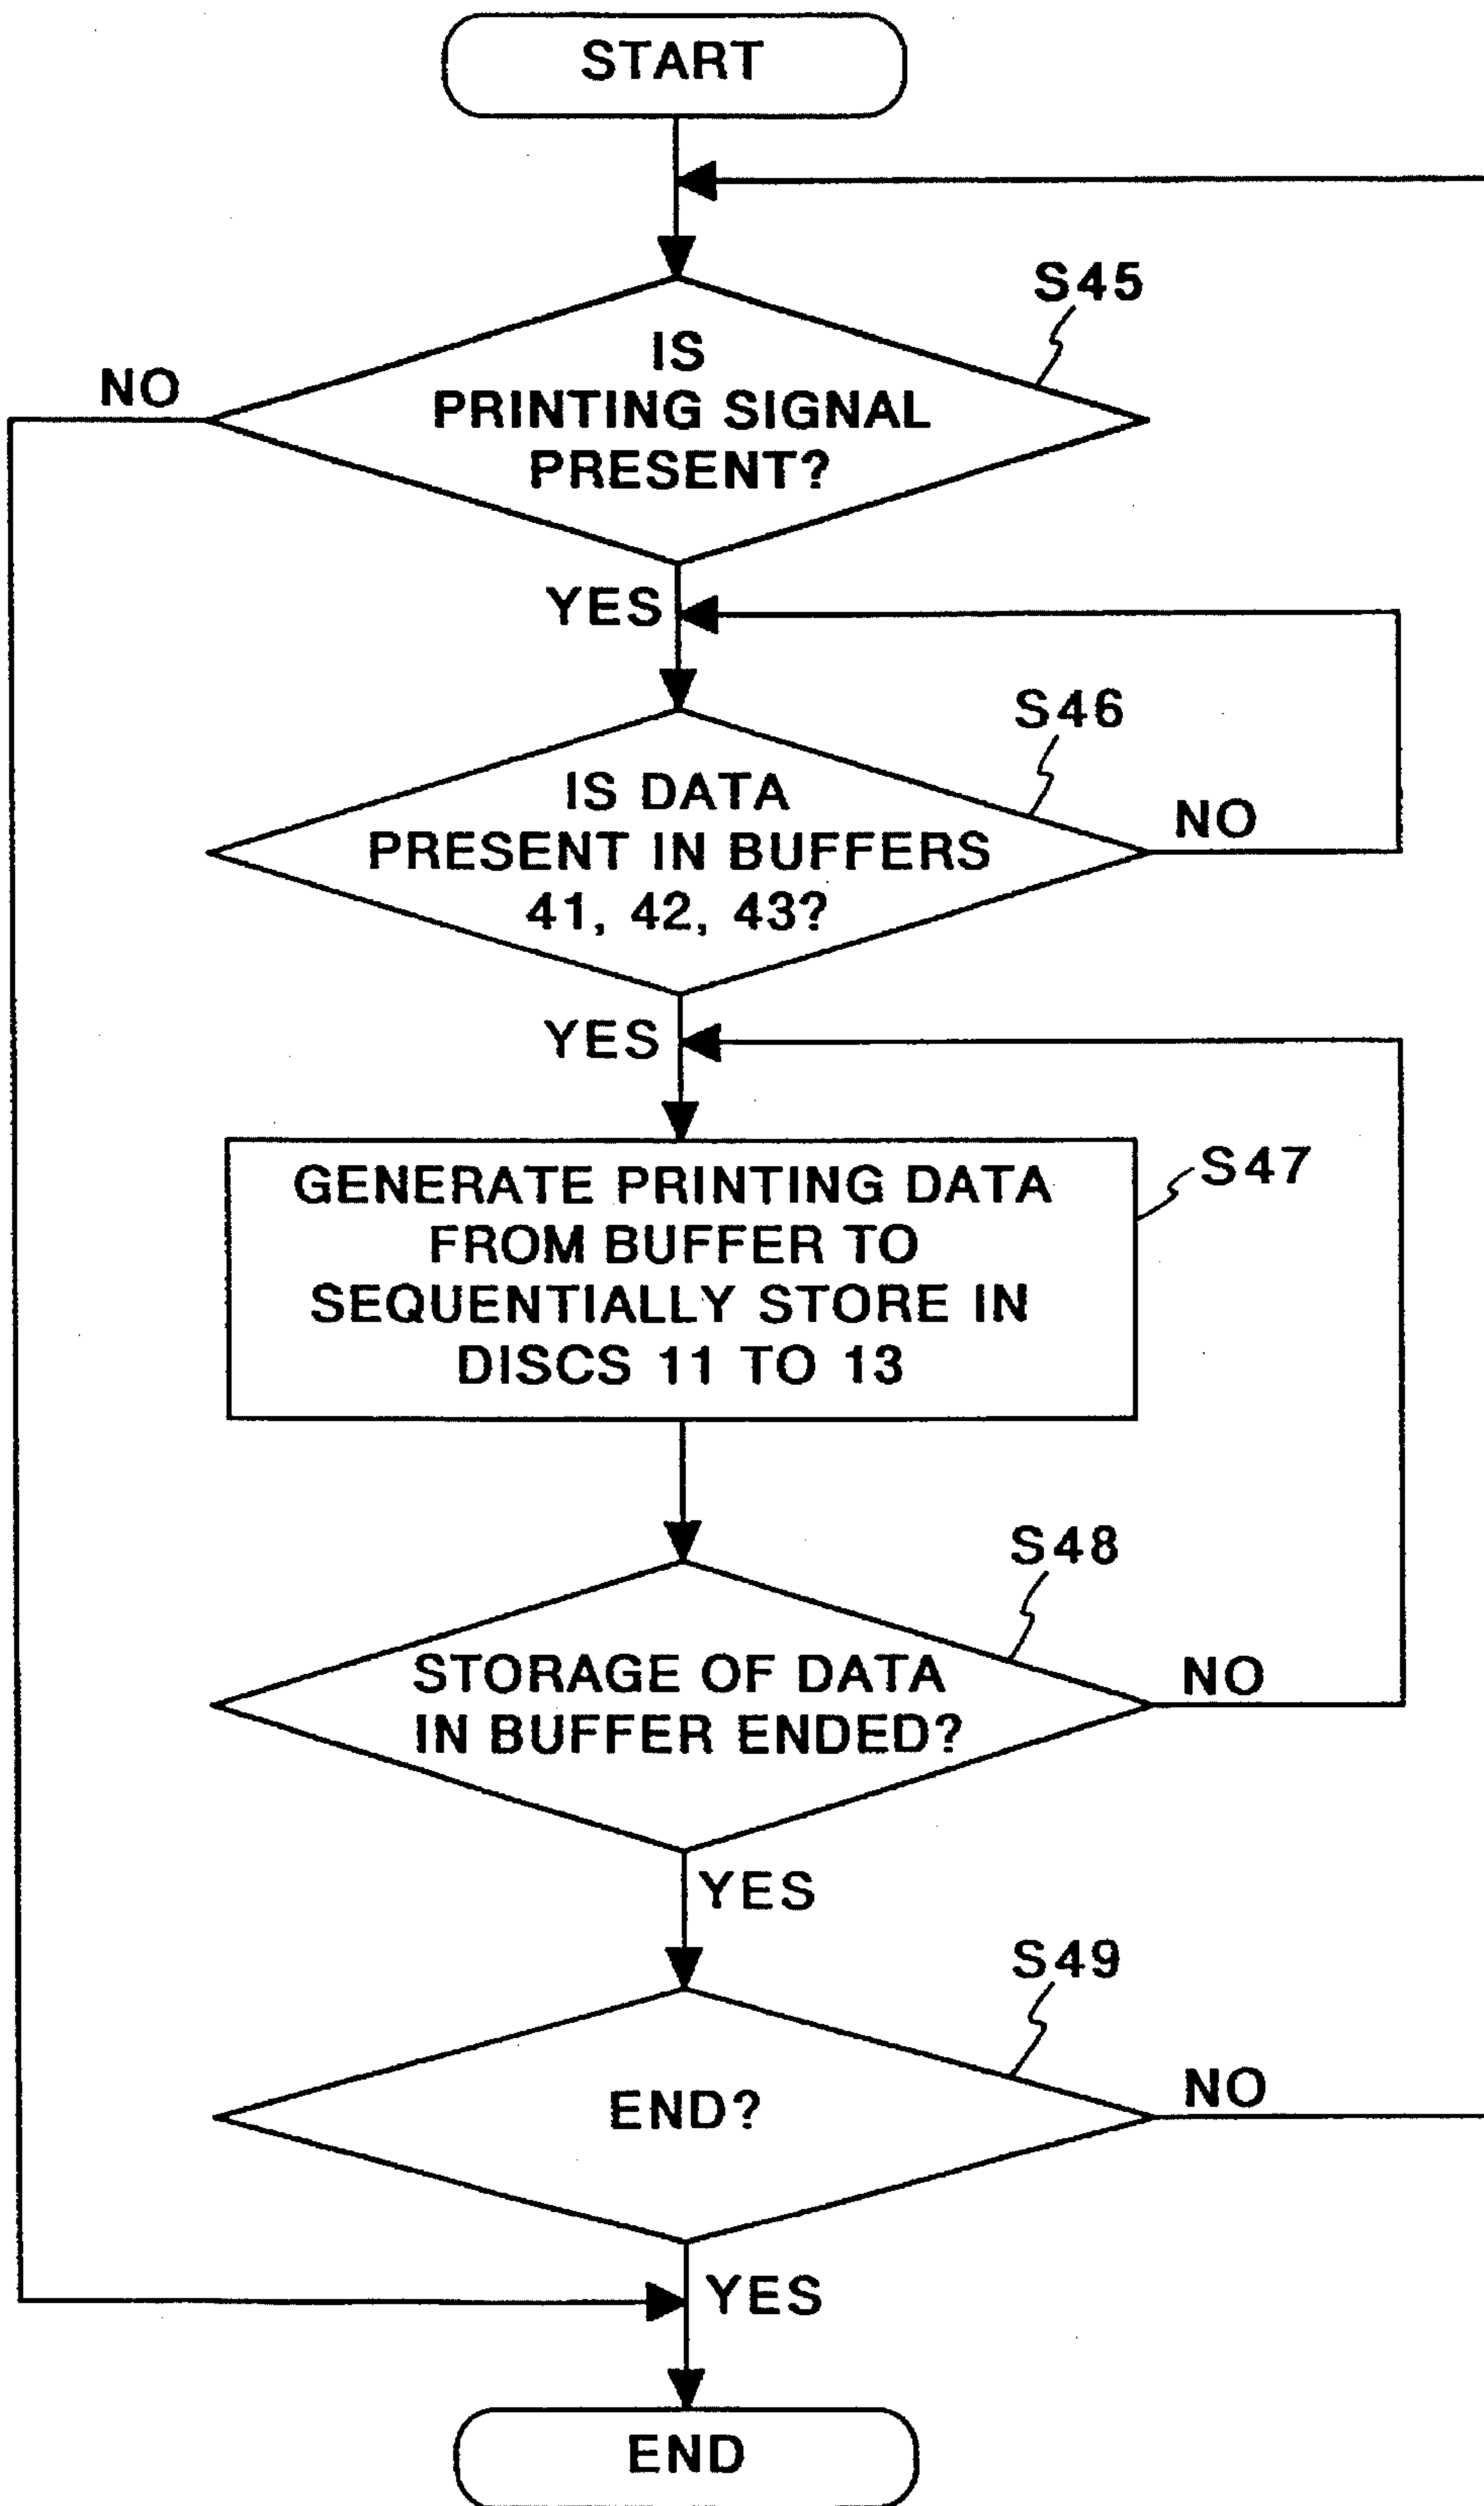 START
S45
IS
PRINTING SIGNAL
PRESENT?
NO
YES
S46
IS DATA
PRESENT IN BUFFERS
41, 42, 43?
NO
YES
S47
GENERATE PRINTING DATA
FROM BUFFER TO
SEQUENTIALLY STORE IN
DISCS 11 TO 13
S48
STORAGE OF DATA
IN BUFFER ENDED?
NO
YES
S49
END?
NO
YES
END